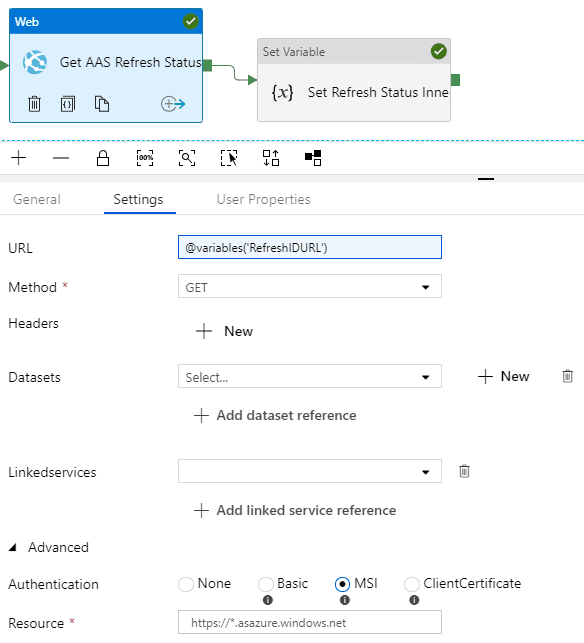 Web
Get AAS Refresh Status
Set Variable
{x} Set Refresh Status Inne
100%
General Settings User Properties
URL @variables('RefreshIDURL')
Method * GET
Headers + New
Datasets Select... + New
+ Add dataset reference
Linkedservices
+ Add linked service reference
Advanced
Authentication None Basic MSI ClientCertificate
Resource * https://*.asazure.windows.net